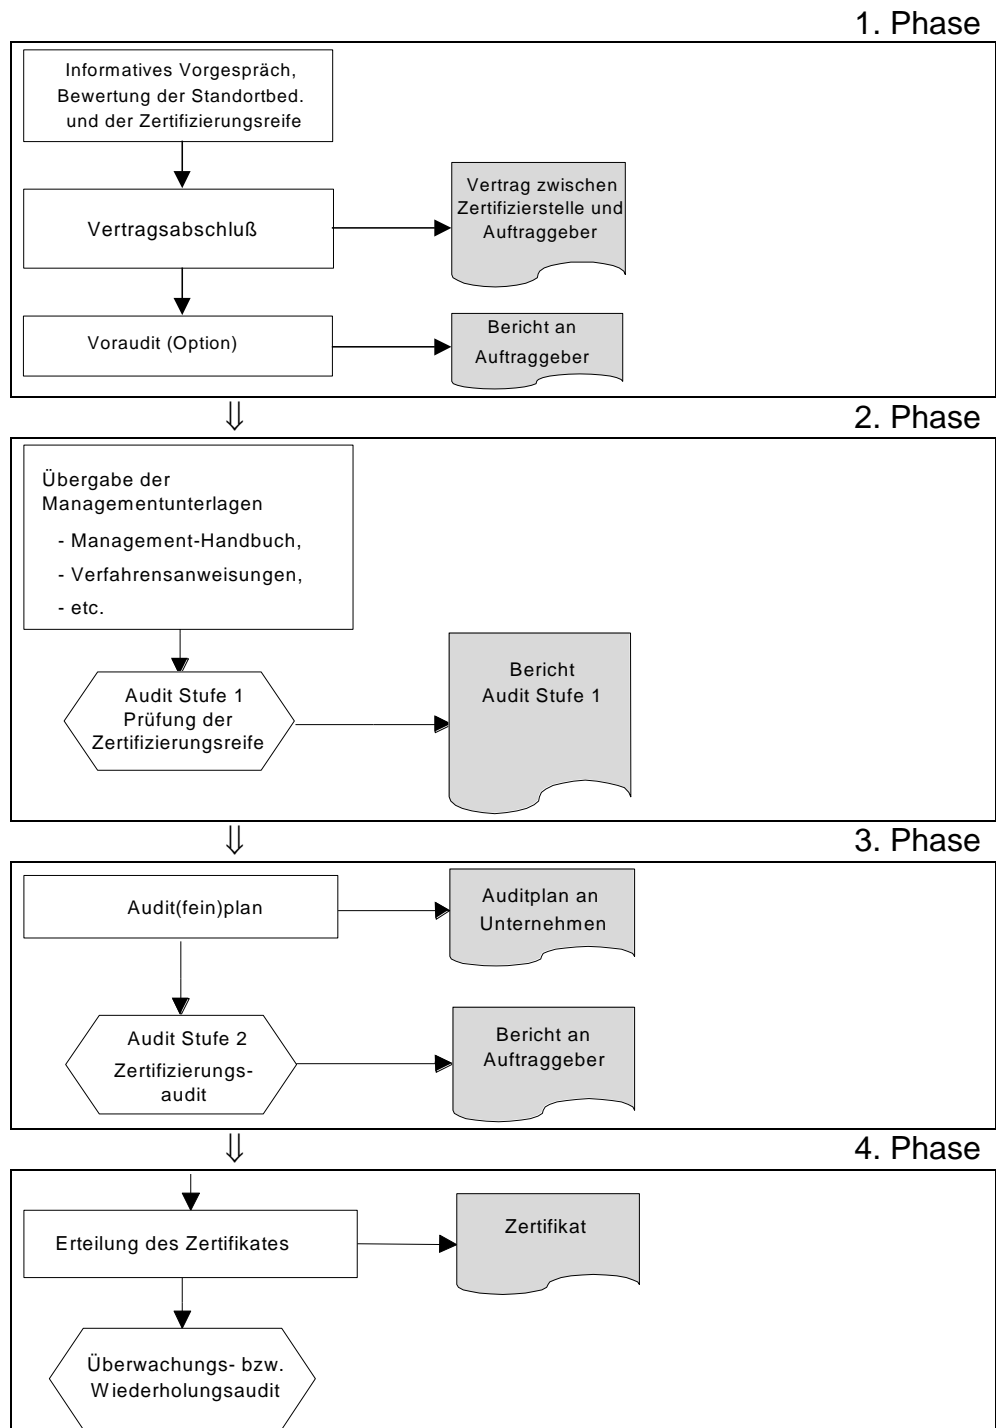 1. Phase
Informatives Vorgespräch,
Bewertung der Standortbed.
und der Zertifizierungsreife
Vertragsabschluß
Vertrag zwischen
Zertifizierstelle und
Auftraggeber
Voraudit (Option)
Bericht an
Auftraggeber
2. Phase
Übergabe der
Managementunterlagen
- Management-Handbuch,
- Verfahrensanweisungen,
- etc.
Audit Stufe 1
Prüfung der
Zertifizierungsreife
Bericht
Audit Stufe 1
3. Phase
Audit(fein)plan
Auditplan an
Unternehmen
Audit Stufe 2
Zertifizierungs-
audit
Bericht an
Auftraggeber
4. Phase
Erteilung des Zertifikates
Zertifikat
Überwachungs- bzw.
Wiederholungsaudit